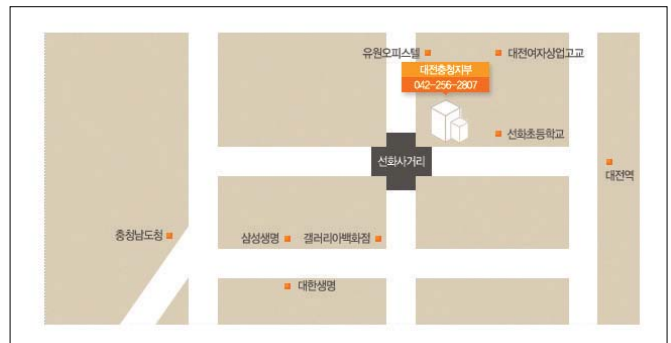 유원오피스텔
대전여자상업고교
대전충청지부
042-256-2807
선화초등학교
선화사거리
대전역
충청남도청
삼성생명
갤러리아백화점
대한생명